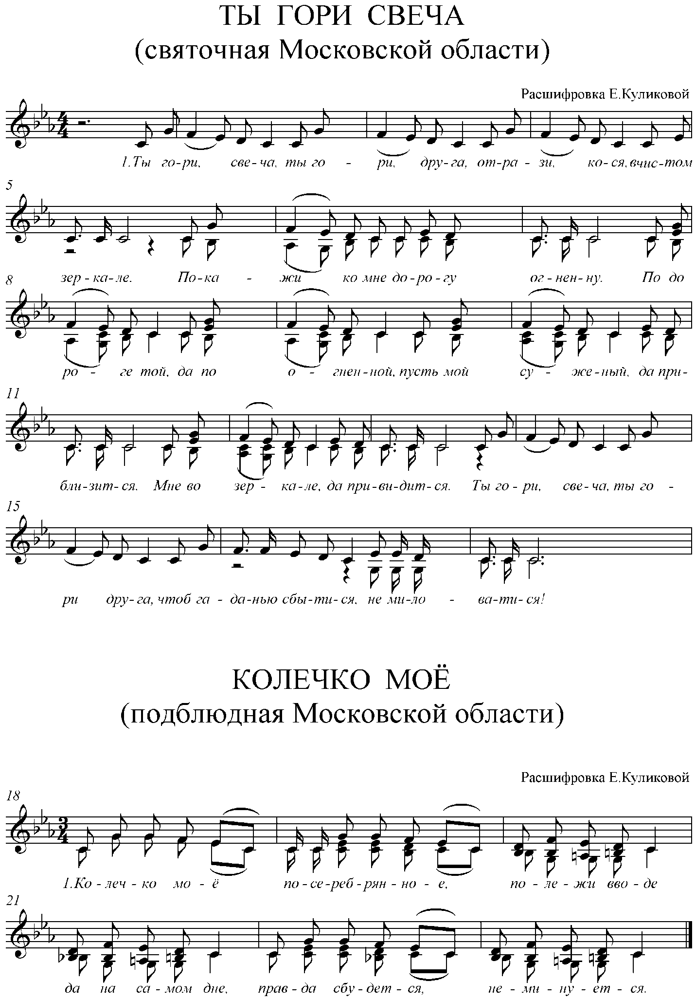 ТЫ ГОРИ СВЕЧА
(святочная Московской области)
Расшифровка Е.Куликовой
4
4
1.Ты го-ри, све-ча, ты го - ри, дру-га, от-ра - зи, ко-ся, вчис-том
5
зер-ка-ле. По-ка - жи ко мне до-ро-гу ог-нен-ну. По до
8
ро - ге той, да по о - гнен-ной, пусть мой су - же-ный, да при-
11
бли-зит-ся. Мне во зер - ка-ле, да при-ви-дит-ся. Ты го-ри, све-ча, ты го -
15
ри дру-га, чтоб га - да-нью сбы-ти-ся, не ми-ло - ва-ти-ся!
КОЛЕЧКО МОЁ
(подблюдная Московской области)
Расшифровка Е.Куликовой
18
3
4
1.Ко-леч-ко мо-ё по-се-реб-рян-но-е, по-ле-жи вво-де
21
да на са-мом дне, прав-да сбу-дет-ся, не-ми-ну-ет-ся.